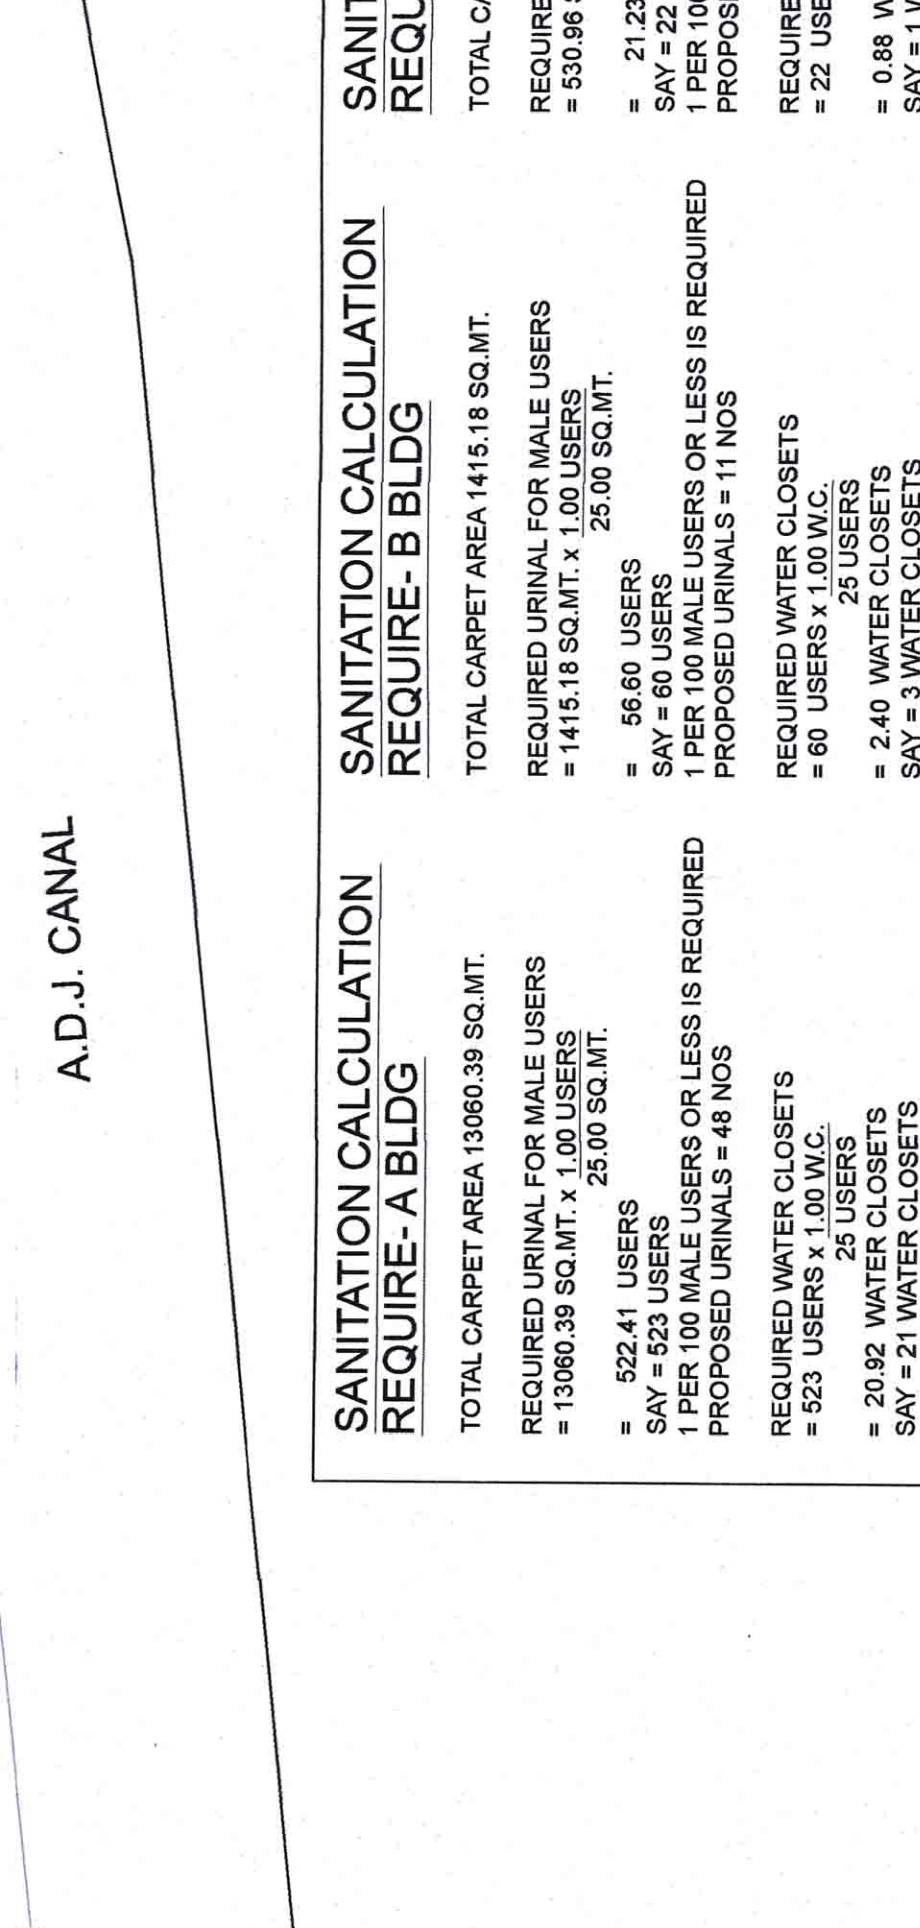 A.D.J. CANAL
SANITATION CALCULATION
REQUIRE- A BLDG
TOTAL CARPET AREA 13060.39 SQ.MT.
REQUIRED URINAL FOR MALE USERS
= 13060.39 SQ.MT. x 1.00 USERS
25.00 SQ.MT.
= 522.41 USERS
SAY = 523 USERS
1 PER 100 MALE USERS OR LESS IS REQUIRED
PROPOSED URINALS = 48 NOS
REQUIRED WATER CLOSETS
= 523 USERS x 1.00 W.C.
25 USERS
= 20.92 WATER CLOSETS
SAY = 21 WATER CLOSETS
SANITATION CALCULATION
REQUIRE- B BLDG
TOTAL CARPET AREA 1415.18 SQ.MT.
REQUIRED URINAL FOR MALE USERS
= 1415.18 SQ.MT. x 1.00 USERS
25.00 SQ.MT.
= 56.60 USERS
SAY = 60 USERS
1 PER 100 MALE USERS OR LESS IS REQUIRED
PROPOSED URINALS = 11 NOS
REQUIRED WATER CLOSETS
= 60 USERS x 1.00 W.C.
25 USERS
= 2.40 WATER CLOSETS
SAY = 3 WATER CLOSETS
SANIT
REQU
TOTAL CA
REQUIRE
= 530.96 S
= 21.23
SAY = 22
1 PER 100
PROPOS
REQUIRE
= 22 USE
= 0.88 W
SAY = 1 W